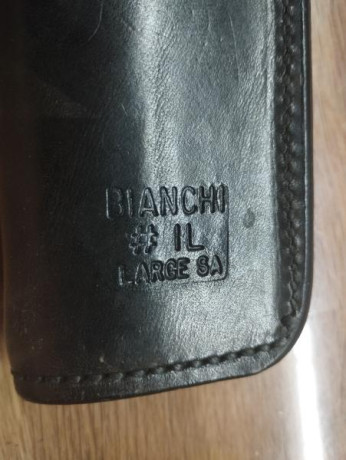 BIANCHI
# 1L
LARGE SA